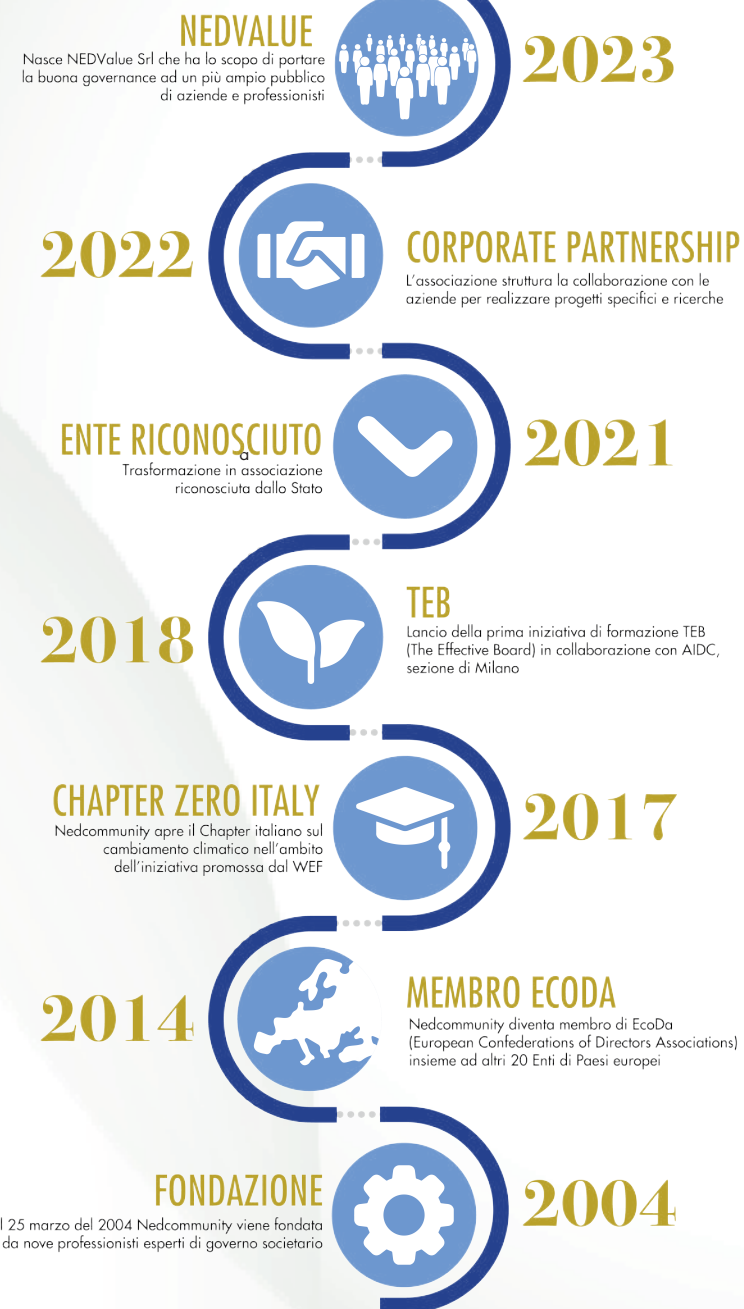 NEDVALUE
Nasce NEDValue Srl che ha lo scopo di portare
la buona governance ad un più ampio pubblico
di aziende e professionisti
2023
2022
CORPORATE PARTNERSHIP
L'associazione struttura la collaborazione con le
aziende per realizzare progetti specifici e ricerche
ENTE RICONOSCIUTO
a
Trasformazione in associazione
riconosciuta dallo Stato
2021
2018
TEB
Lancio della prima iniziativa di formazione TEB
(The Effective Board) in collaborazione con AIDC,
sezione di Milano
CHAPTER ZERO ITALY
Nedcommunity apre il Chapter italiano sul
cambiamento climatico nell'ambito
dell'iniziativa promossa dal WEF
2017
2014
MEMBRO ECODA
Nedcommunity diventa membro di EcoDa
(European Confederations of Directors Associations)
insieme ad altri 20 Enti di Paesi europei
FONDAZIONE
l 25 marzo del 2004 Nedcommunity viene fondata
da nove professionisti esperti di governo societario
2004